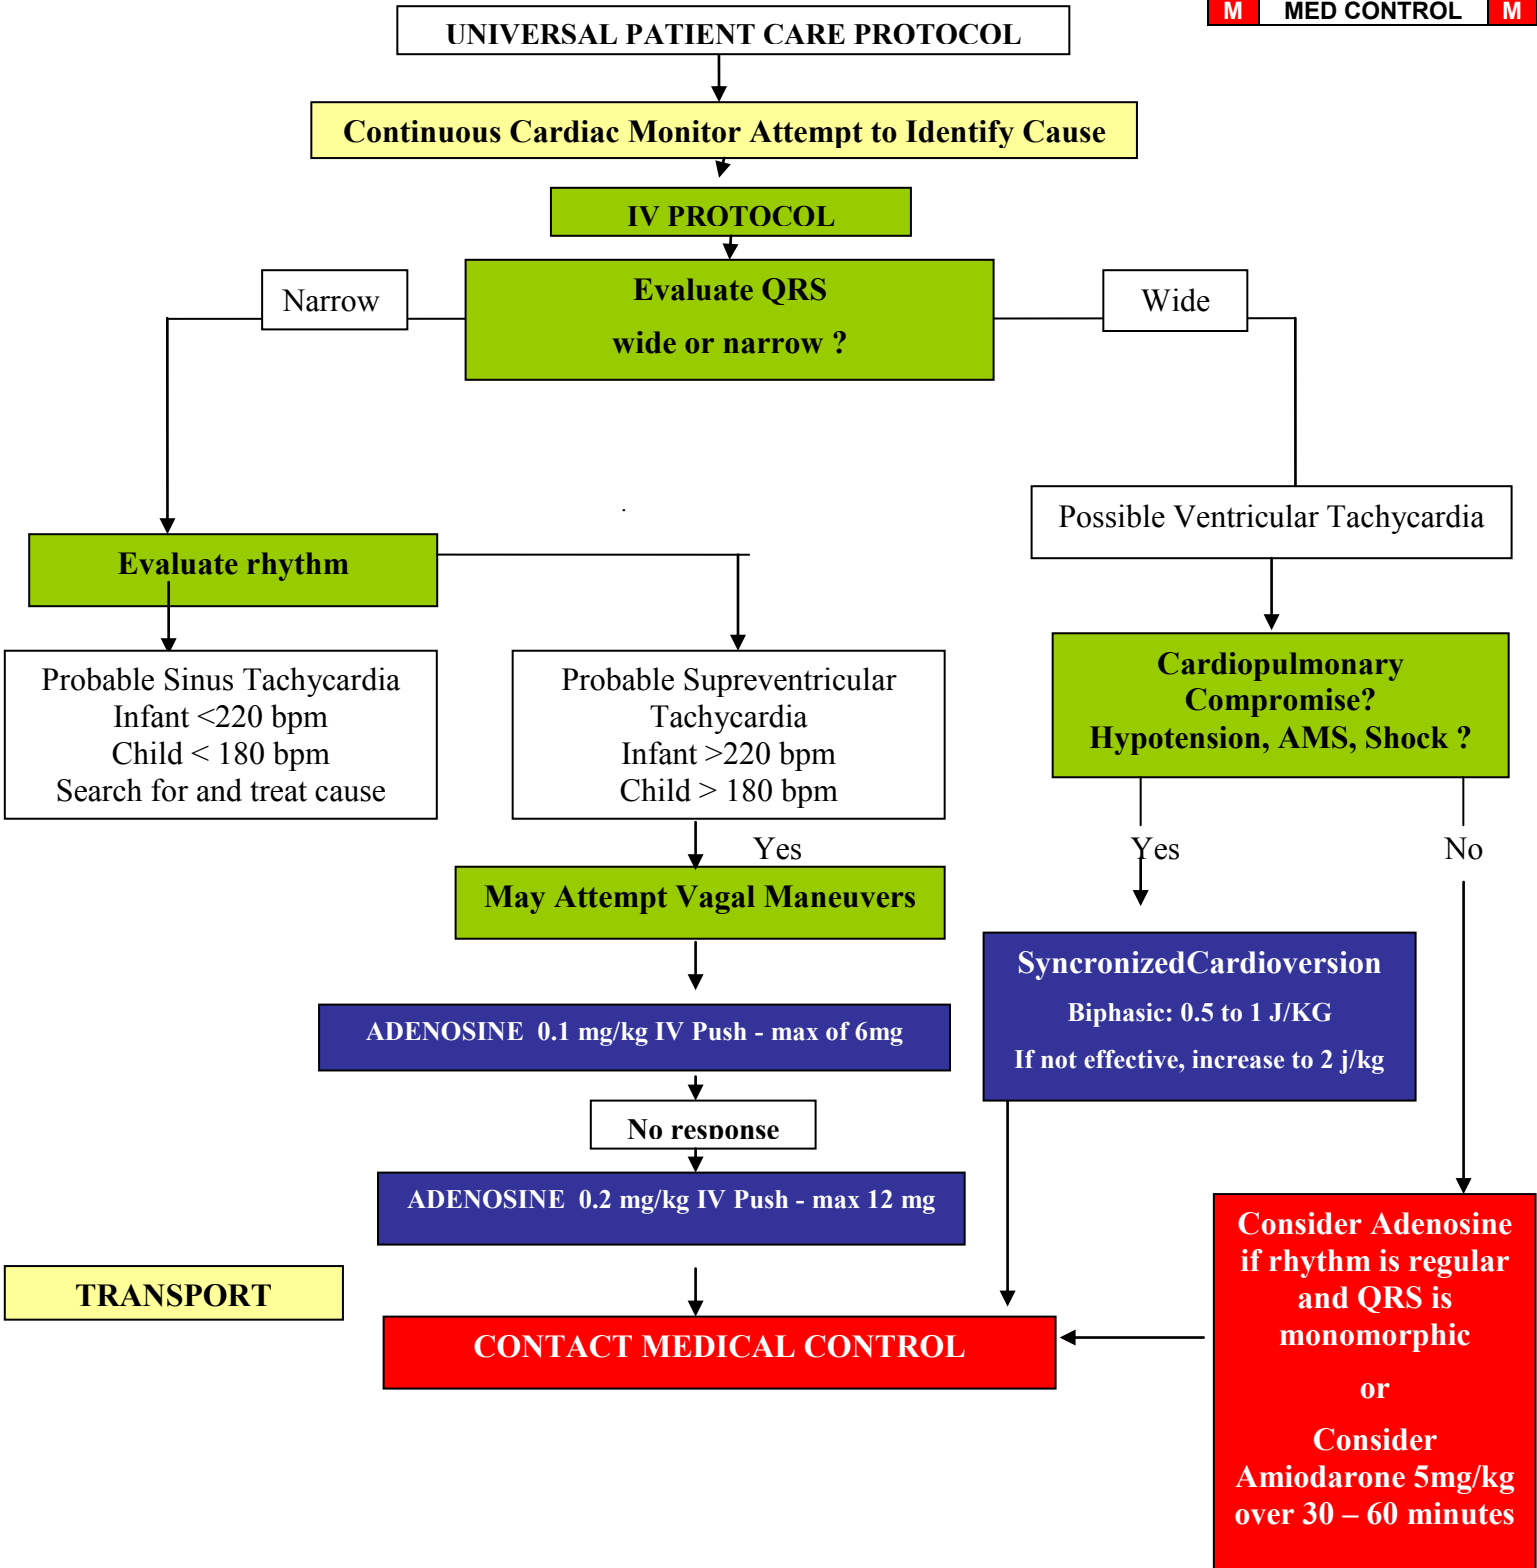 M MED CONTROL M
UNIVERSAL PATIENT CARE PROTOCOL
Continuous Cardiac Monitor Attempt to Identify Cause
IV PROTOCOL
Evaluate QRS
wide or narrow ?
Narrow
Wide
Possible Ventricular Tachycardia
Evaluate rhythm
Probable Sinus Tachycardia
Infant <220 bpm
Child < 180 bpm
Search for and treat cause
Probable Supreventricular
Tachycardia
Infant >220 bpm
Child > 180 bpm
Cardiopulmonary
Compromise?
Hypotension, AMS, Shock ?
Yes
Yes
No
May Attempt Vagal Maneuvers
SyncronizedCardioversion
Biphasic: 0.5 to 1 J/KG
If not effective, increase to 2 j/kg
ADENOSINE 0.1 mg/kg IV Push - max of 6mg
No response
ADENOSINE 0.2 mg/kg IV Push - max 12 mg
Consider Adenosine
if rhythm is regular
and QRS is
monomorphic
or
Consider
Amiodarone 5mg/kg
over 30 – 60 minutes
TRANSPORT
CONTACT MEDICAL CONTROL